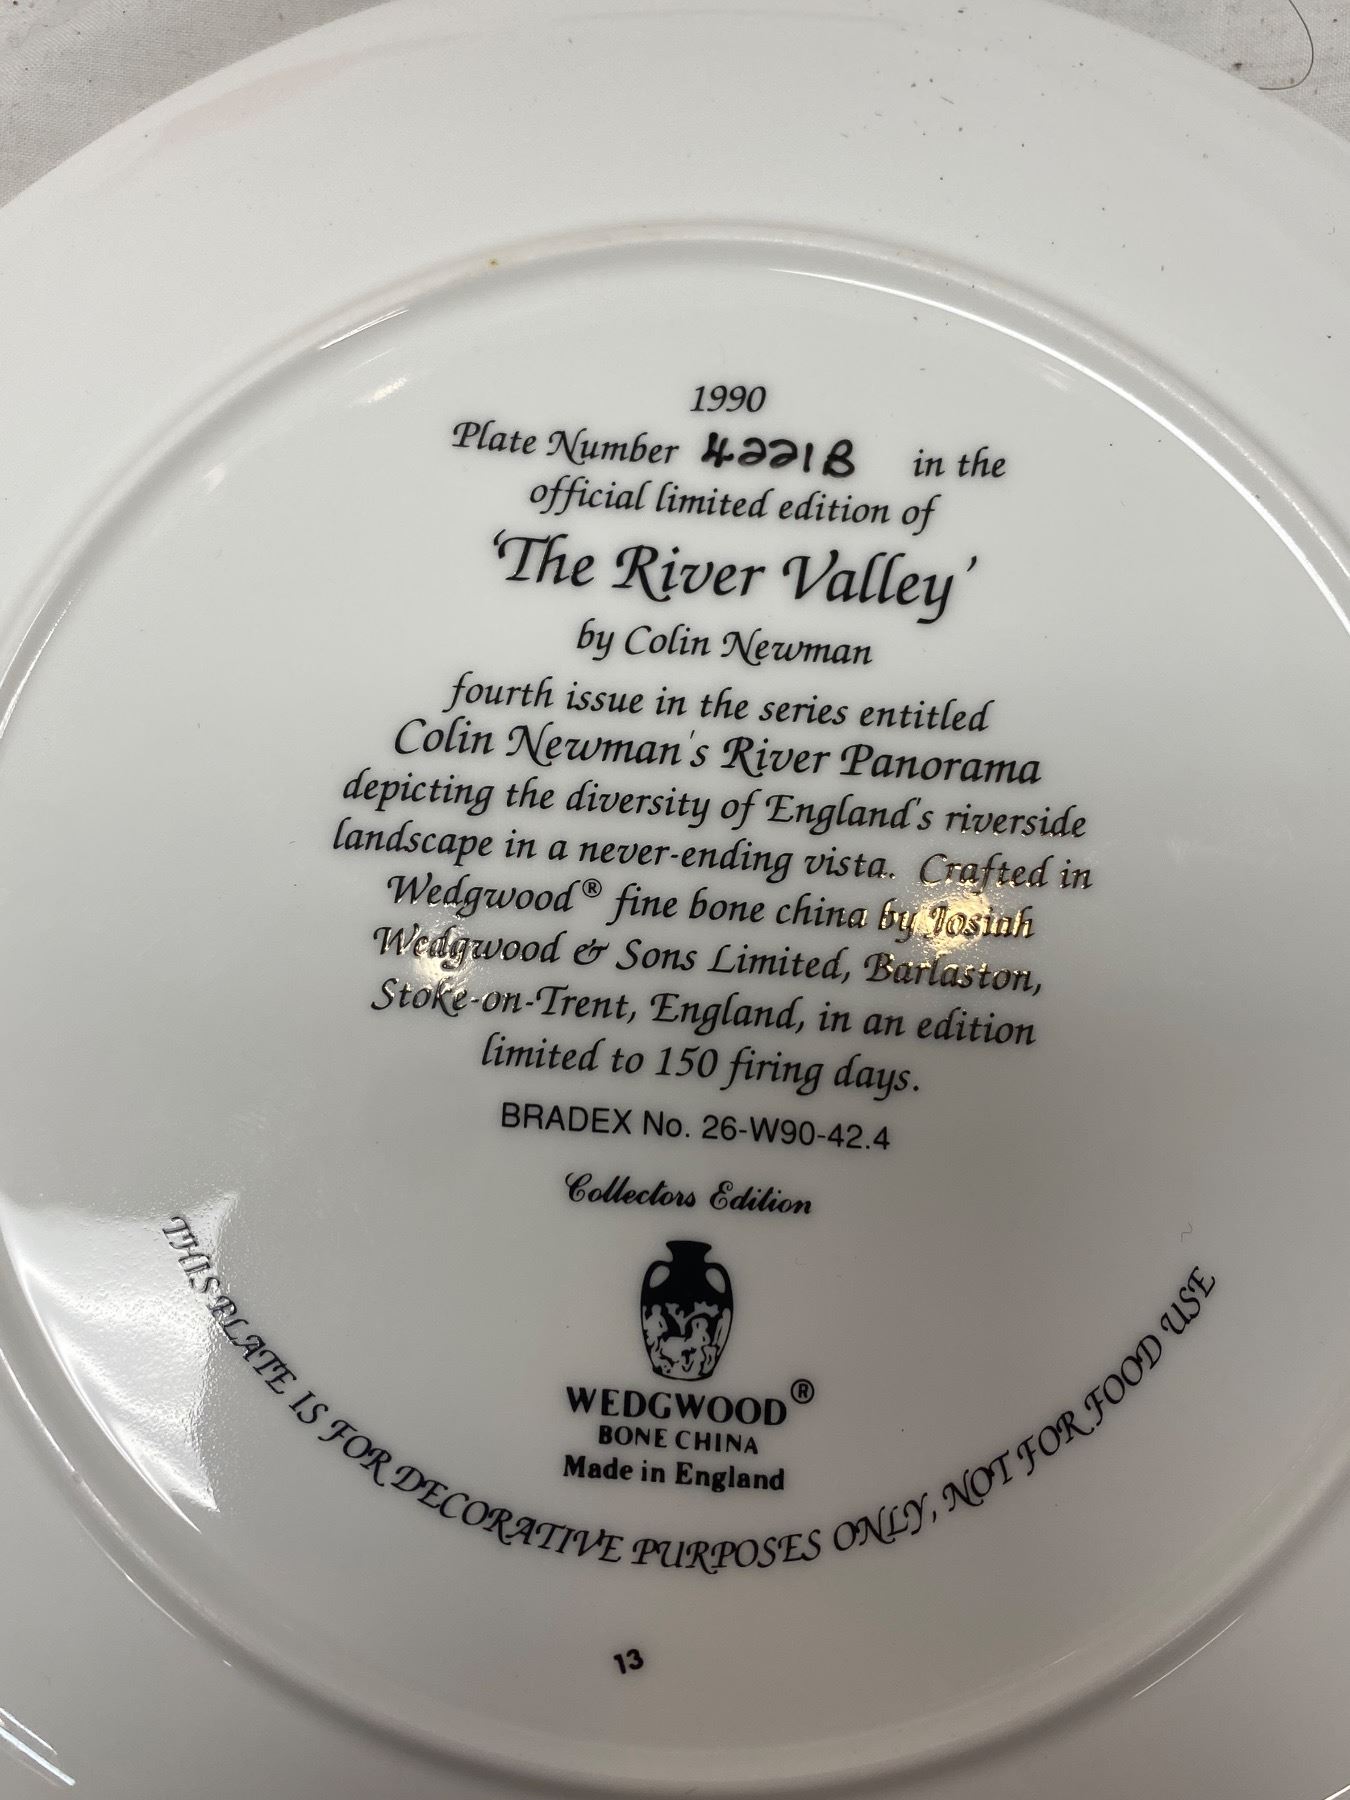 1990
Plate Number 4221B in the
official limited edition of
'The River Valley'
by Colin Newman
fourth issue in the series entitled
Colin Newman's River Panorama
depicting the diversity of England's riverside
landscape in a never-ending vista. Crafted in
Wedgwood® fine bone china by Josiah
Wedgwood & Sons Limited, Barlaston,
Stoke-on-Trent, England, in an edition
limited to 150 firing days.
BRADEX No. 26-W90-42.4
Collectors Edition
WEDGWOOD®
BONE CHINA
Made in England
THIS PLATE IS FOR DECORATIVE PURPOSES ONLY, NOT FOR FOOD USE
13